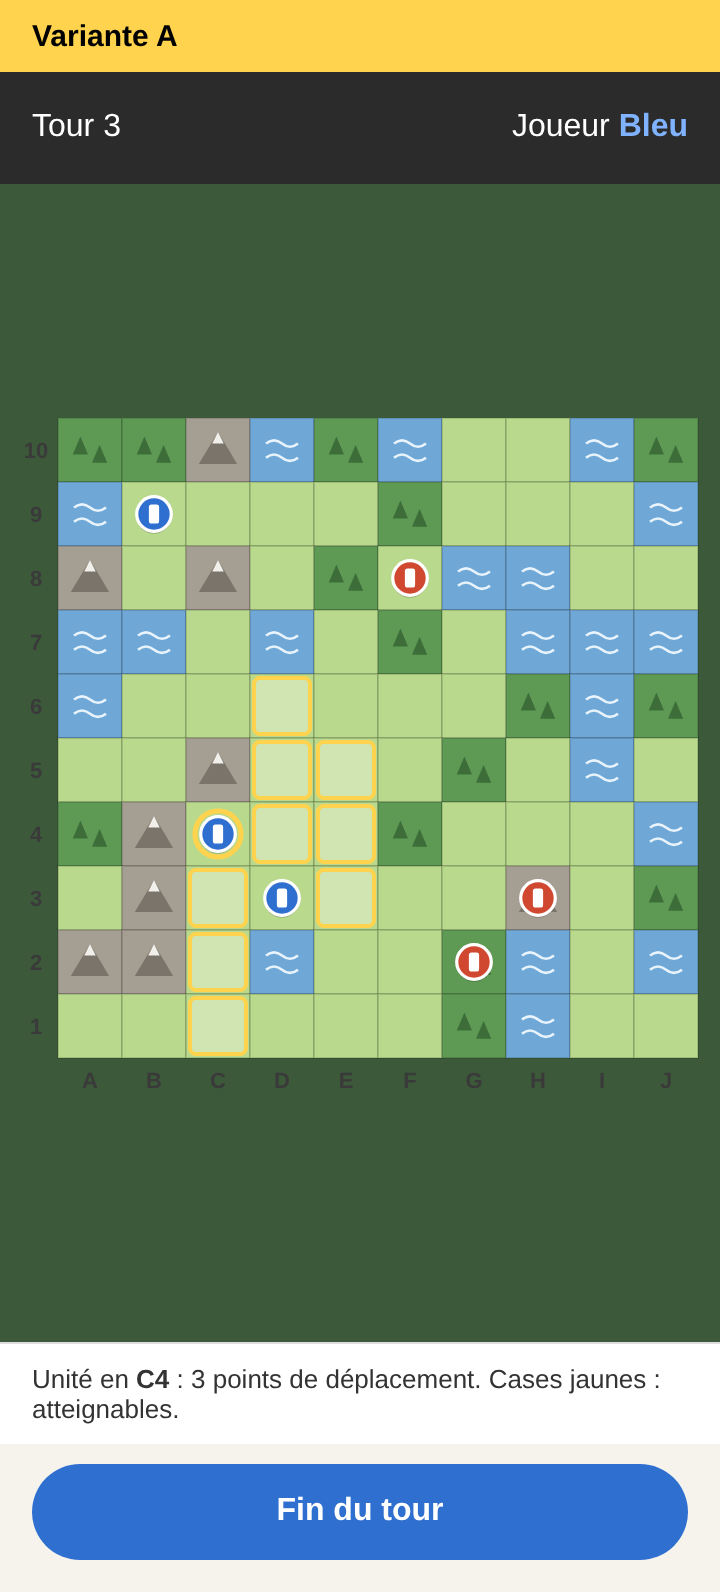 Variante A
Tour 3
Joueur Bleu
10
9
8
7
6
5
4
3
2
1
A B C D E F G H I J
Unité en C4 : 3 points de déplacement. Cases jaunes :
atteignables.
Fin du tour